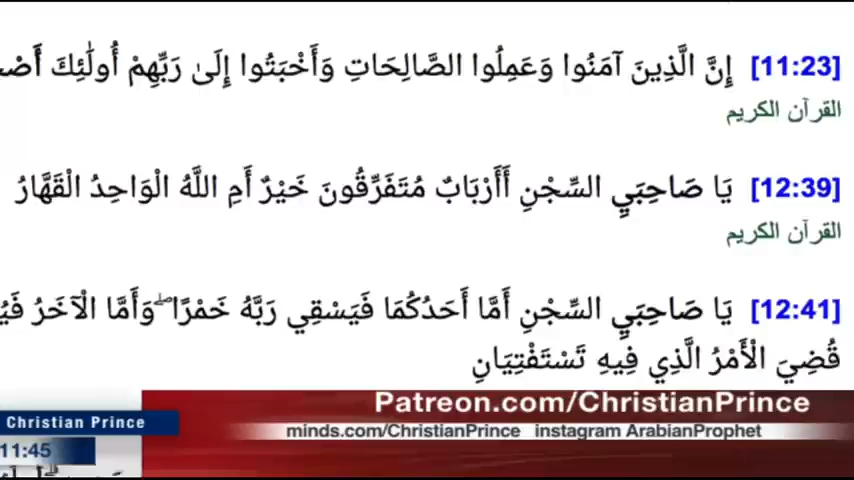 [11:23] إِنَّ الَّذِينَ آمَنُوا وَعَمِلُوا الصَّالِحَاتِ وَأَخْبَتُوا إِلَىٰ رَبِّهِمْ أُولَٰئِكَ
القرآن الكريم
[12:39] يَا صَاحِبَيِ السِّجْنِ أَأَرْبَابٌ مُتَفَرِّقُونَ خَيْرٌ أَمِ اللَّهُ الْوَاحِدُ الْقَهَّارُ
القرآن الكريم
[12:41] يَا صَاحِبَيِ السِّجْنِ أَمَّا أَحَدُكُمَا فَيَسْقِي رَبَّهُ خَمْرًا ۖ وَأَمَّا الْآخَرُ
قُضِيَ الْأَمْرُ الَّذِي فِيهِ تَسْتَفْتِيَانِ
Patreon.com/ChristianPrince
Christian Prince
minds.com/ChristianPrince instagram ArabianProphet
11:45